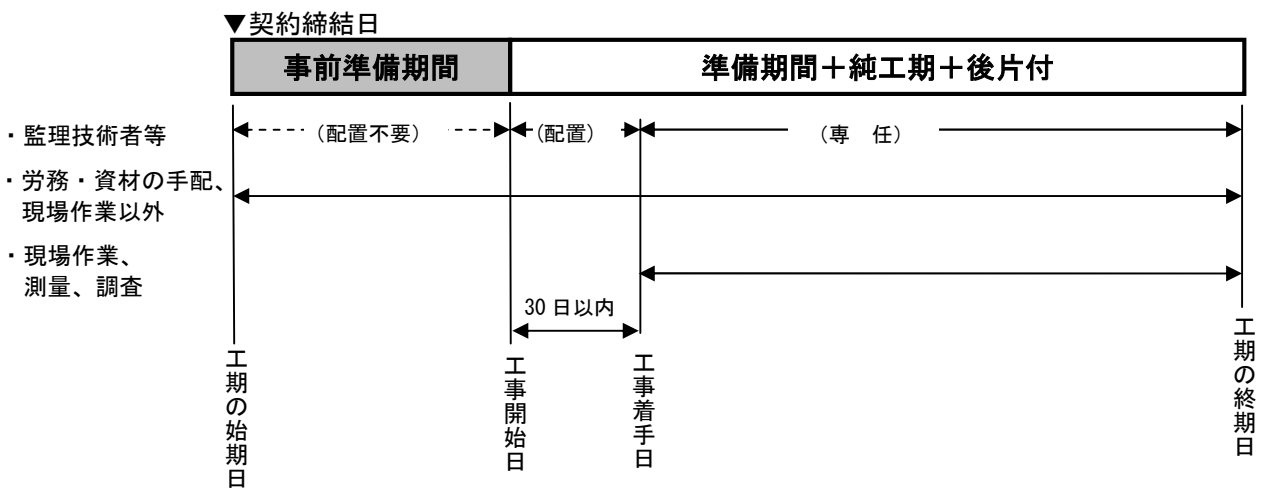 ▼契約締結日
事前準備期間
準備期間＋純工期＋後片付
・監理技術者等
(配置不要)
(配置)
(専　任)
・労務・資材の手配、
現場作業以外
・現場作業、
測量、調査
30 日以内
工期の始期日
工事開始日
工事着手日
工期の終期日